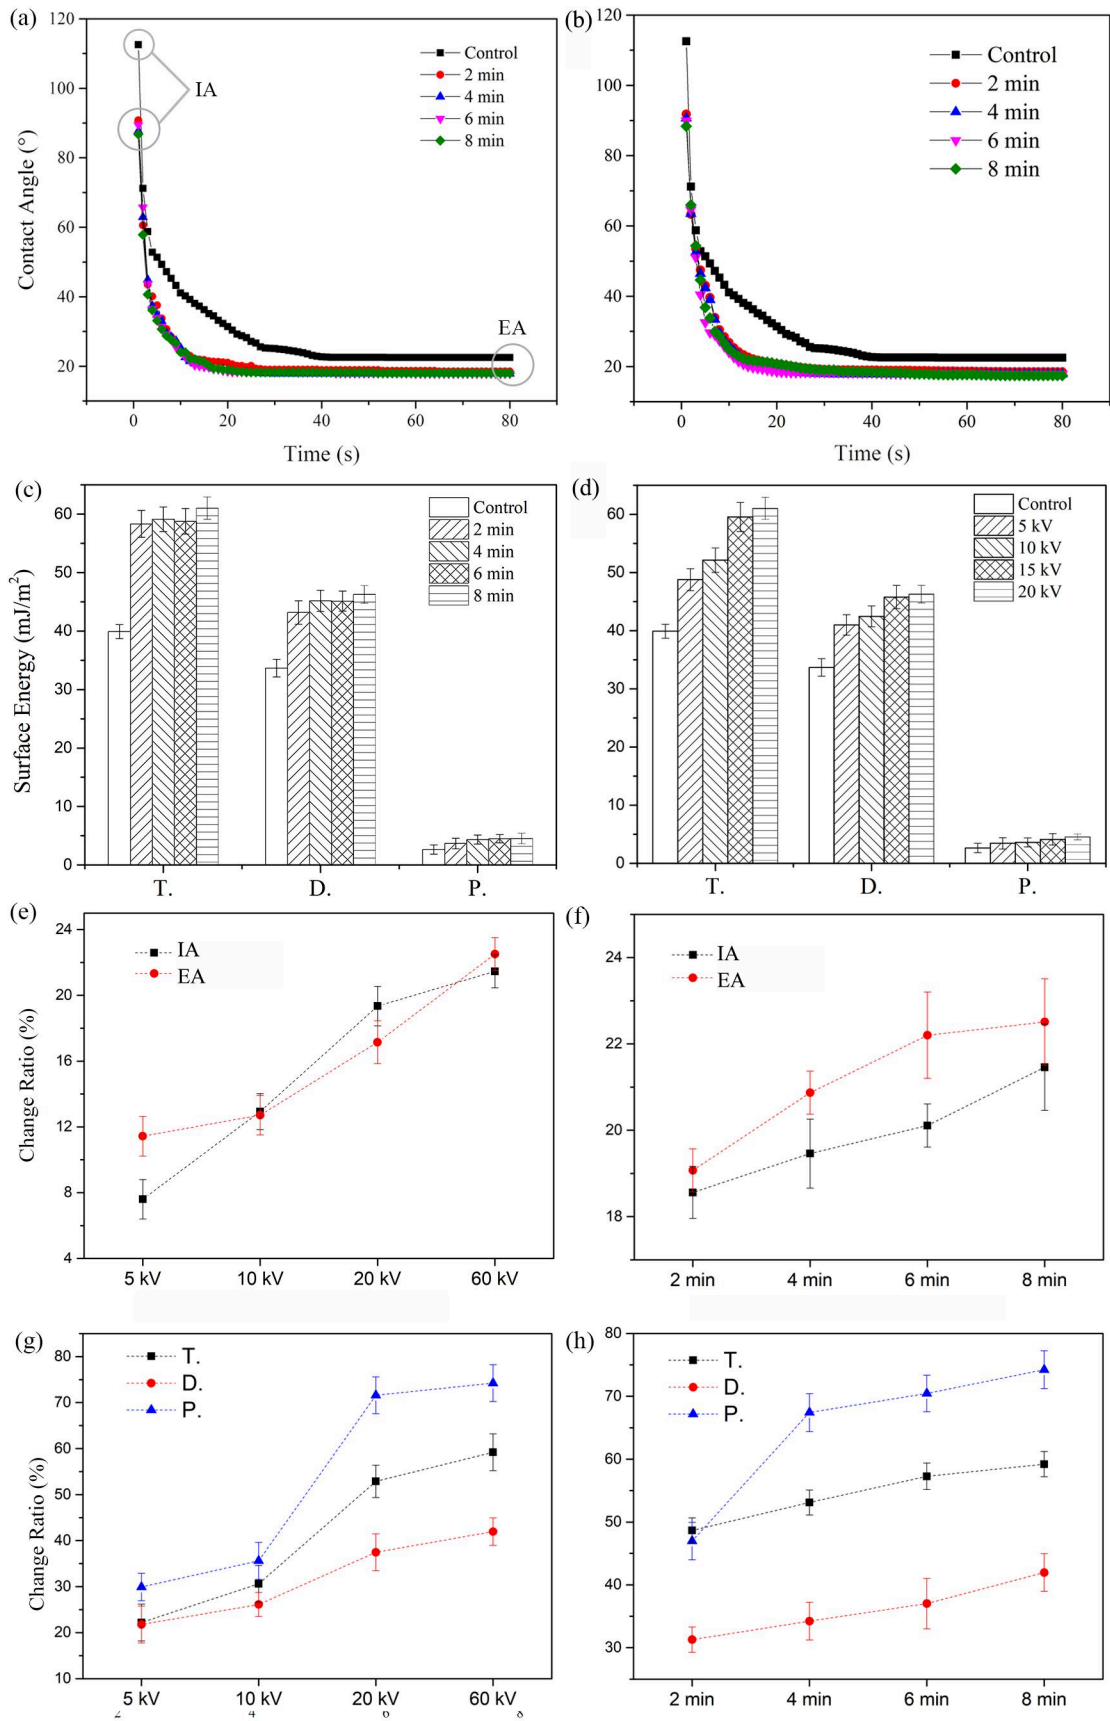 (a)
120
100
80
60
40
20
Contact Angle (°)
Control
2 min
4 min
6 min
8 min
IA
EA
0
20
40
60
80
Time (s)
(b)
120
100
80
60
40
20
Control
2 min
4 min
6 min
8 min
0
20
40
60
80
Time (s)
(c)
60
50
40
30
20
10
0
Surface Energy (mJ/m²)
Control
2 min
4 min
6 min
8 min
T.
D.
P.
(d)
60
50
40
30
20
10
0
Control
5 kV
10 kV
15 kV
20 kV
T.
D.
P.
(e)
24
20
16
12
8
4
Change Ratio (%)
IA
EA
5 kV
10 kV
20 kV
60 kV
(f)
24
22
20
18
IA
EA
2 min
4 min
6 min
8 min
(g)
80
70
60
50
40
30
20
10
Change Ratio (%)
T.
D.
P.
5 kV
10 kV
20 kV
60 kV
2
4
6
8
(h)
80
70
60
50
40
30
T.
D.
P.
2 min
4 min
6 min
8 min